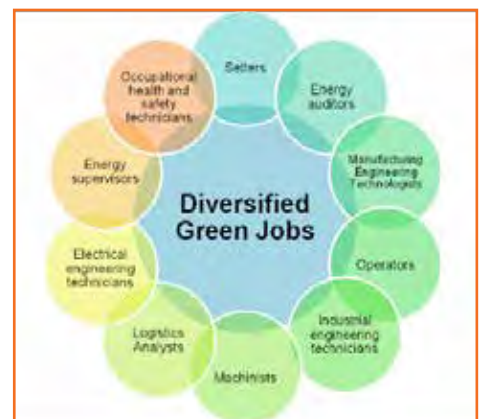 Diversified
Green Jobs
Setters
Energy
auditors
Manufacturing
Engineering
Technologists
Operators
Industrial
engineering
technicians
Machinists
Logistics
Analysts
Electrical
engineering
technicians
Energy
supervisors
Occupational
health and
safety
technicians